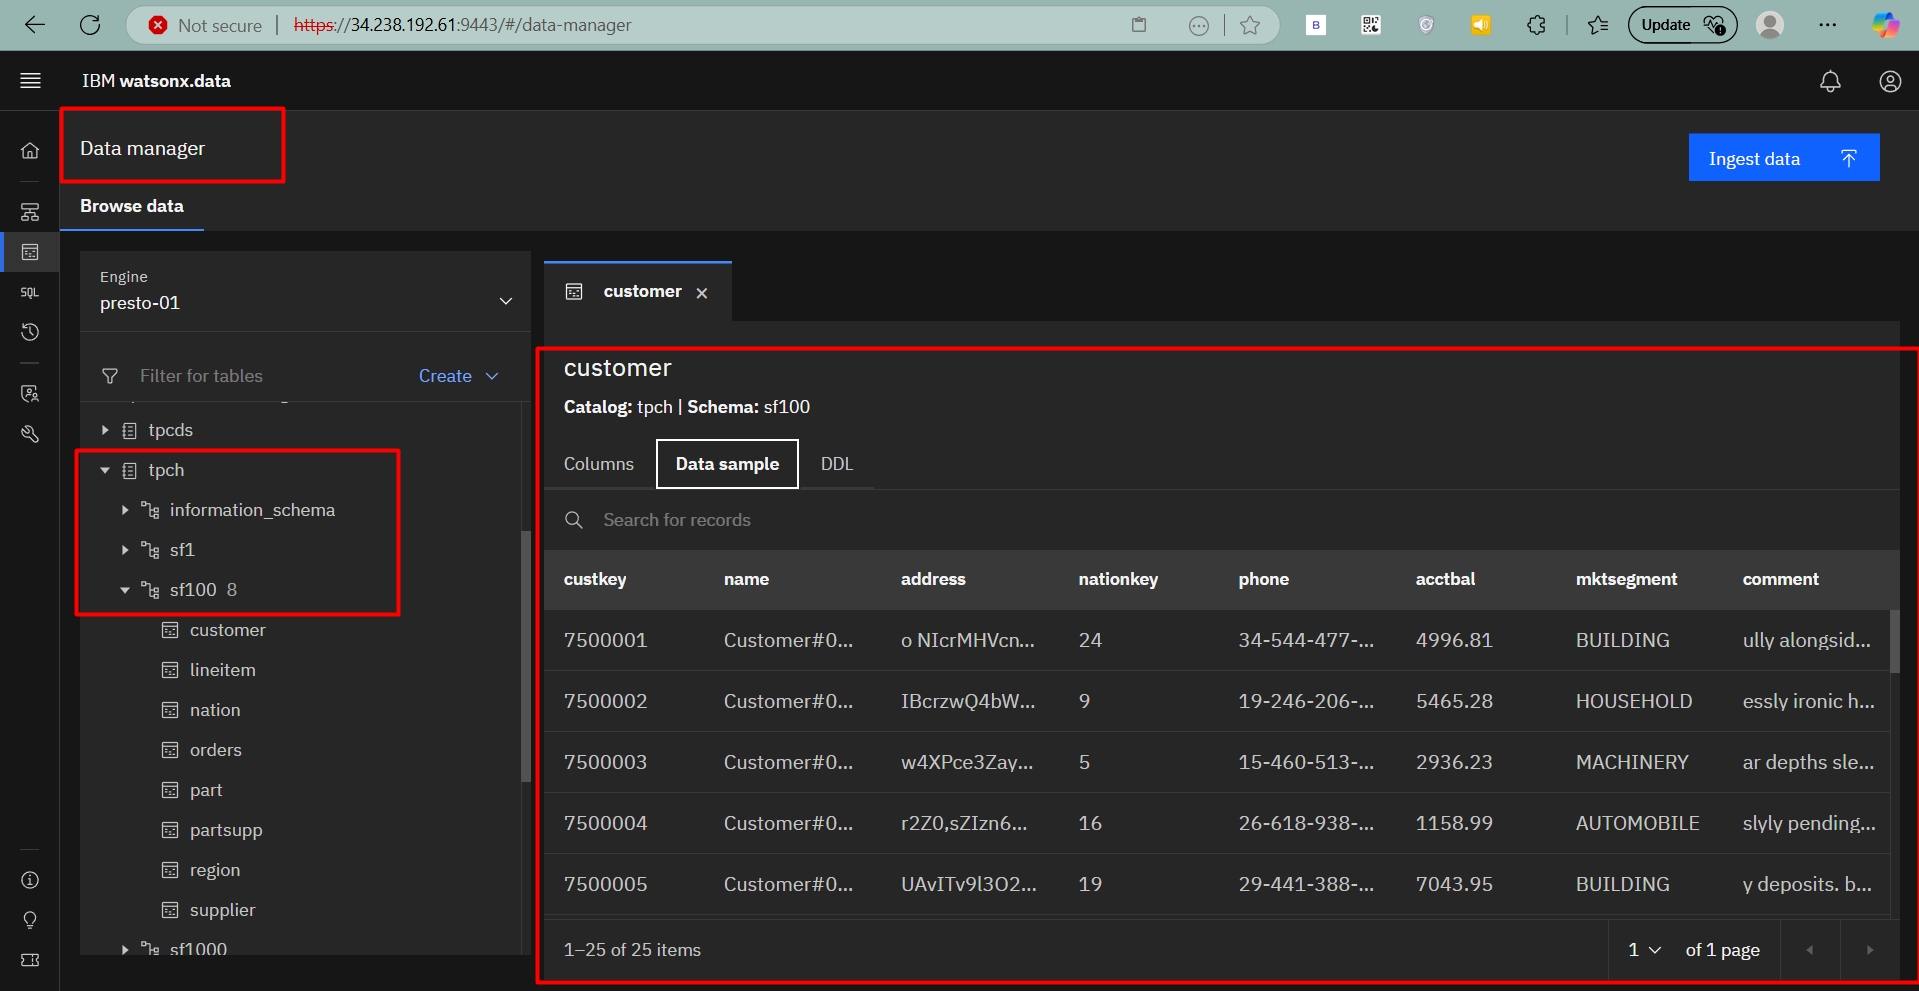 Not secure | https://34.238.192.61:9443/#/data-manager
B
Update
IBM watsonx.data
Data manager
Ingest data
Browse data
SQL
Engine
presto-01
Filter for tables
Create
tpcds
tpch
information_schema
sf1
sf100 8
customer
lineitem
nation
orders
part
partsupp
region
supplier
sf1000
customer
customer
Catalog: tpch | Schema: sf100
Columns Data sample DDL
Search for records
custkey name address nationkey phone acctbal mktsegment comment
7500001 Customer#0... o NIcrMHVcn... 24 34-544-477-... 4996.81 BUILDING ully alongsid...
7500002 Customer#0... IBcrzwQ4bW... 9 19-246-206-... 5465.28 HOUSEHOLD essly ironic h...
7500003 Customer#0... w4XPce3Zay... 5 15-460-513-... 2936.23 MACHINERY ar depths sle...
7500004 Customer#0... r2Z0,sZIzn6... 16 26-618-938-... 1158.99 AUTOMOBILE slyly pending...
7500005 Customer#0... UAvITv9l3O2... 19 29-441-388-... 7043.95 BUILDING y deposits. b...
1–25 of 25 items
1 of 1 page